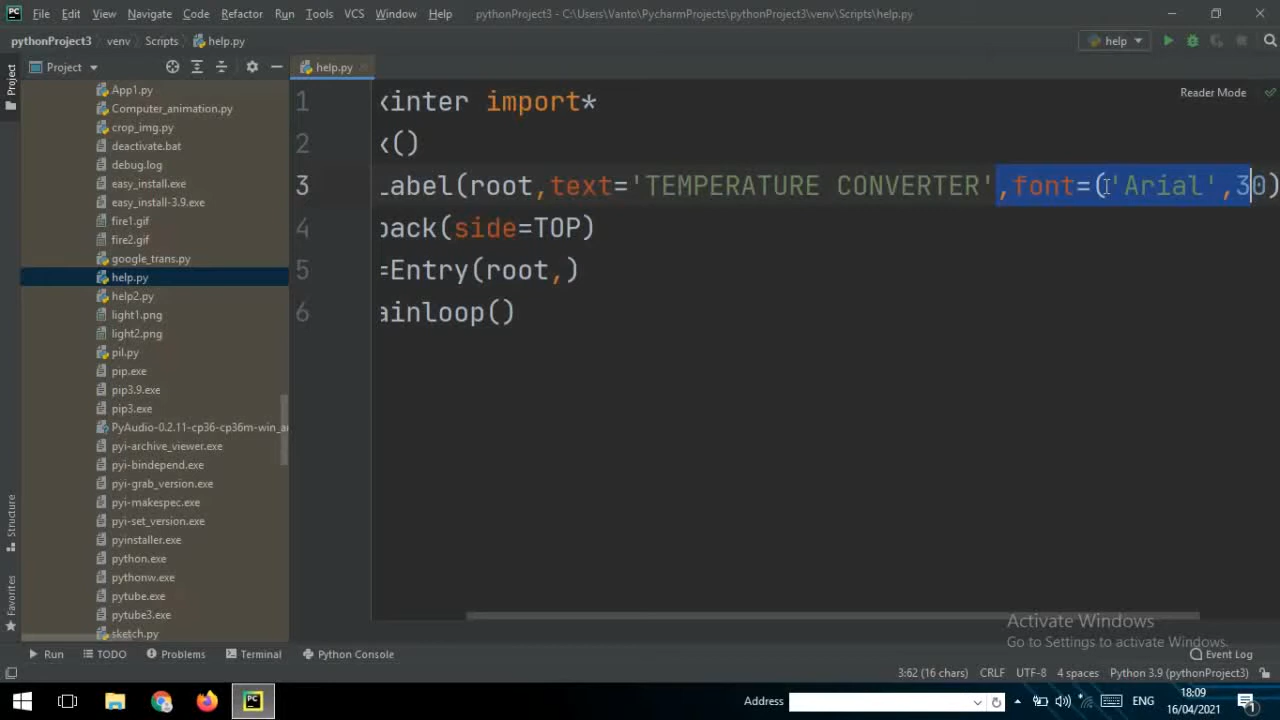 File Edit View Navigate Code Refactor Run Tools VCS Window Help pythonProject3 - C:\Users\Vanto\PycharmProjects\pythonProject3\venv\Scripts\help.py
pythonProject3 venv Scripts help.py help
Project
help.py
Project
Reader Mode
App1.py
Computer_animation.py
crop_img.py
deactivate.bat
debug.log
easy_install.exe
easy_install-3.9.exe
fire1.gif
fire2.gif
google_trans.py
help.py
help2.py
light1.png
light2.png
pil.py
pip.exe
pip3.9.exe
pip3.exe
PyAudio-0.2.11-cp36-cp36m-win_
pyi-archive_viewer.exe
pyi-bindepend.exe
pyi-grab_version.exe
pyi-makespec.exe
pyi-set_version.exe
pyinstaller.exe
python.exe
pythonw.exe
pytube.exe
pytube3.exe
sketch.py
1 kinter import*
2 k()
3 Label(root,text='TEMPERATURE CONVERTER',font=('Arial',30)
4 pack(side=TOP)
5 =Entry(root,)
6 ainloop()
Structure
Favorites
Activate Windows
Go to Settings to activate Windows.
Run TODO Problems Terminal Python Console Event Log
3:62 (16 chars) CRLF UTF-8 4 spaces Python 3.9 (pythonProject3)
PC
Address
ENG
18:09
16/04/2021
1